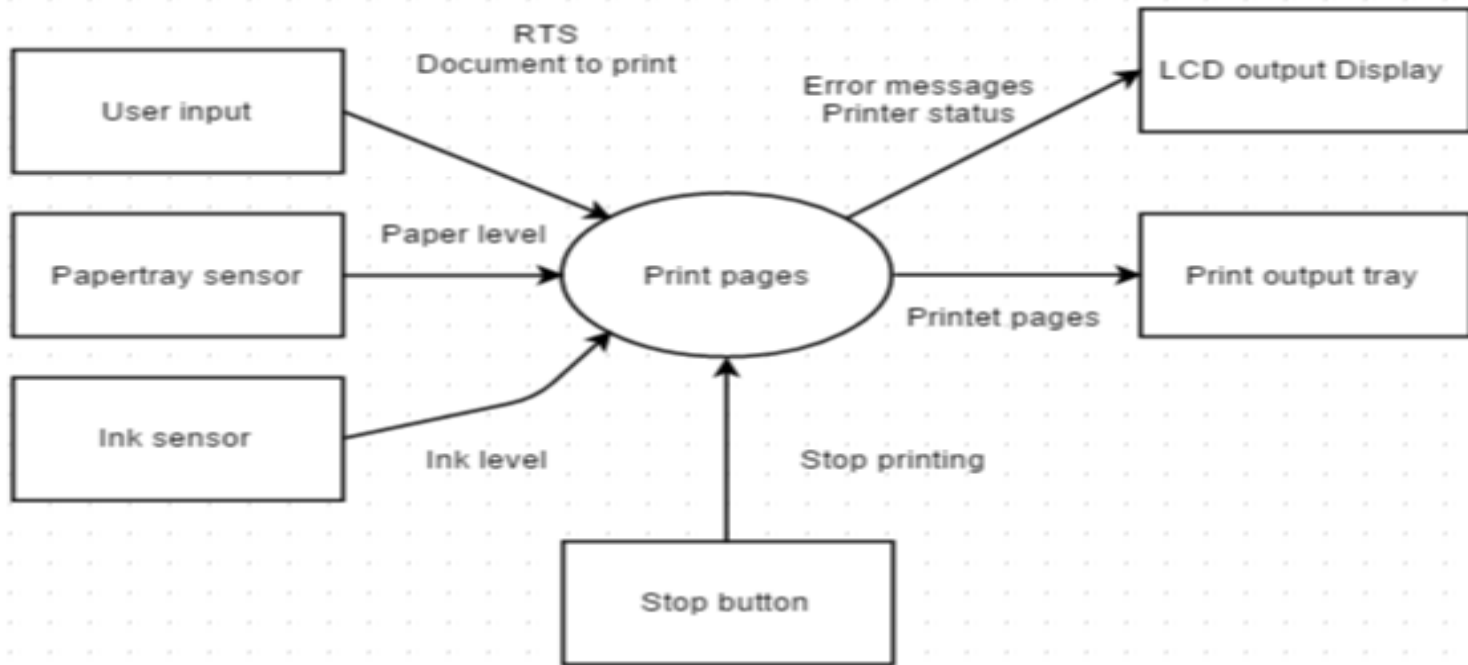 RTS
Document to print
User input
Error messages
Printer status
LCD output Display
Paper level
Papertray sensor
Print pages
Print output tray
Printet pages
Ink sensor
Ink level
Stop printing
Stop button